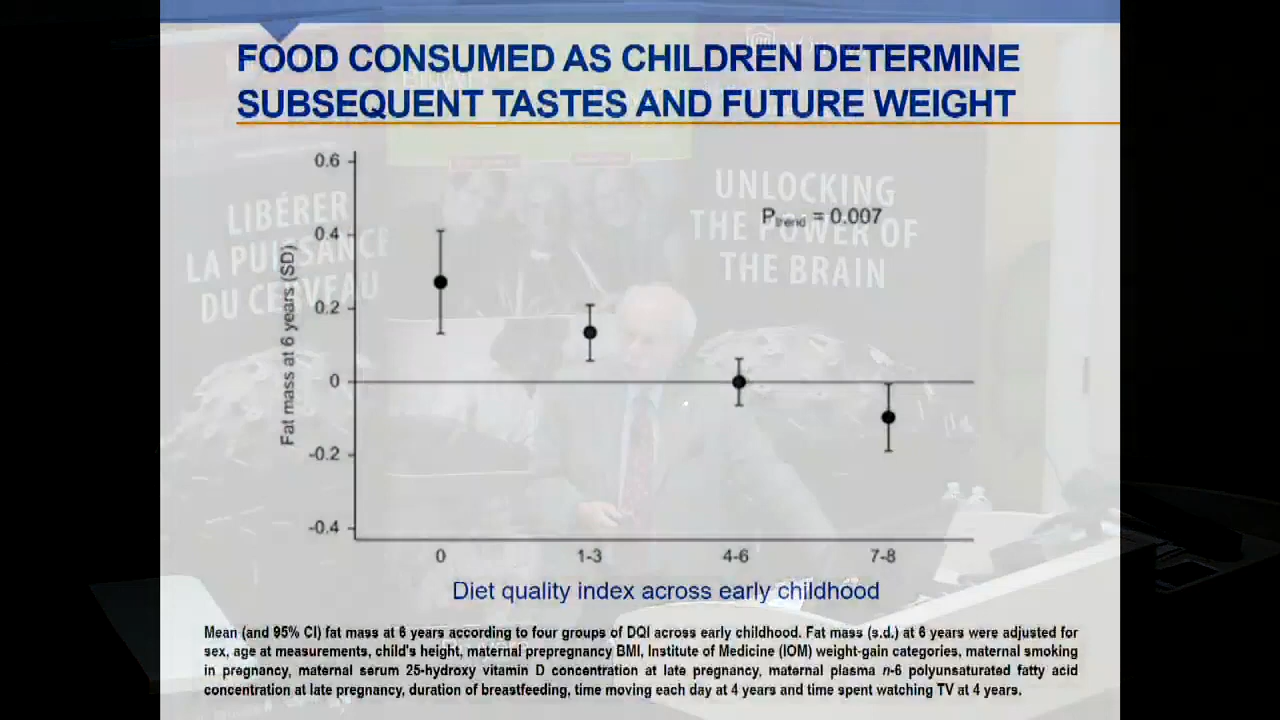 FOOD CONSUMED AS CHILDREN DETERMINE
SUBSEQUENT TASTES AND FUTURE WEIGHT
LIBÉRER
LA PUISSANCE
DU CERVEAU
UNLOCKING
THE POWER OF
THE BRAIN
Ptrend = 0.007
Fat mass at 6 years (SD)
0.6
0.4
0.2
0
-0.2
-0.4
0 1-3 4-6 7-8
Diet quality index across early childhood
Mean (and 95% CI) fat mass at 6 years according to four groups of DQI across early childhood. Fat mass (s.d.) at 6 years were adjusted for
sex, age at measurements, child's height, maternal prepregnancy BMI, Institute of Medicine (IOM) weight-gain categories, maternal smoking
in pregnancy, maternal serum 25-hydroxy vitamin D concentration at late pregnancy, maternal plasma n-6 polyunsaturated fatty acid
concentration at late pregnancy, duration of breastfeeding, time moving each day at 4 years and time spent watching TV at 4 years.